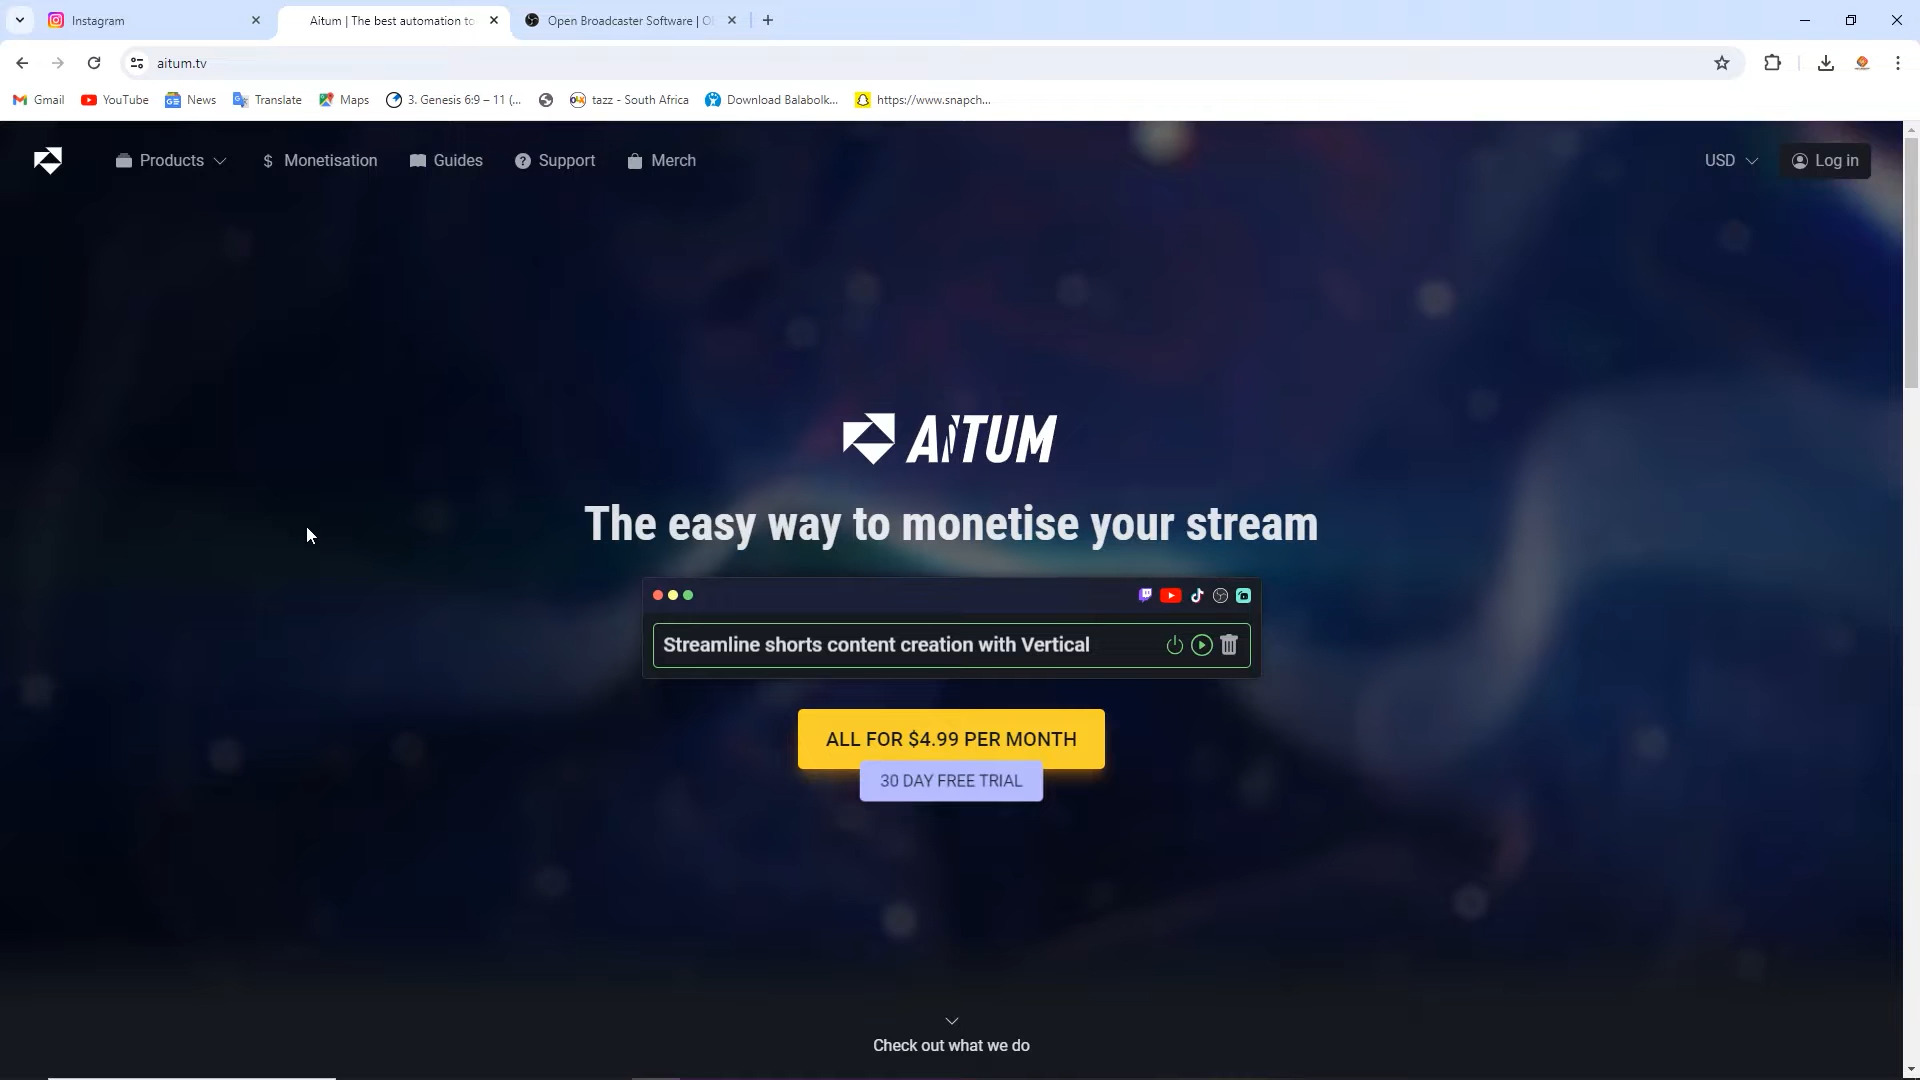 Instagram
Aitum | The best automation to
Open Broadcaster Software | O
aitum.tv
Gmail
YouTube
News
Translate
Maps
3. Genesis 6:9 – 11 (...
tazz - South Africa
Download Balabolk...
https://www.snapch...
Products
$ Monetisation
Guides
Support
Merch
USD
Log in
AiTUM
The easy way to monetise your stream
Streamline shorts content creation with Vertical
ALL FOR $4.99 PER MONTH
30 DAY FREE TRIAL
Check out what we do